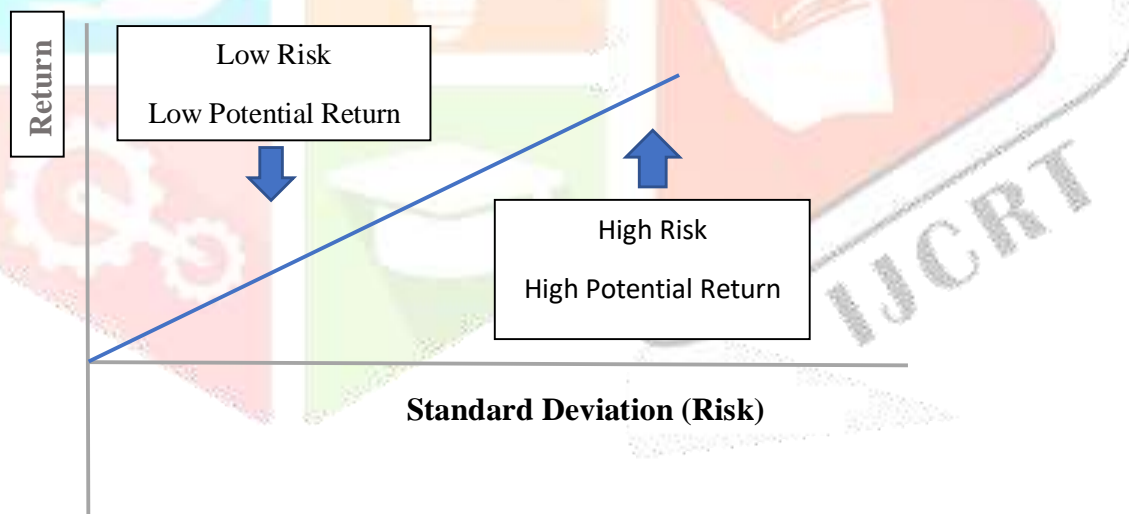 Return
Low Risk
Low Potential Return
High Risk
High Potential Return
Standard Deviation (Risk)
IJCRT